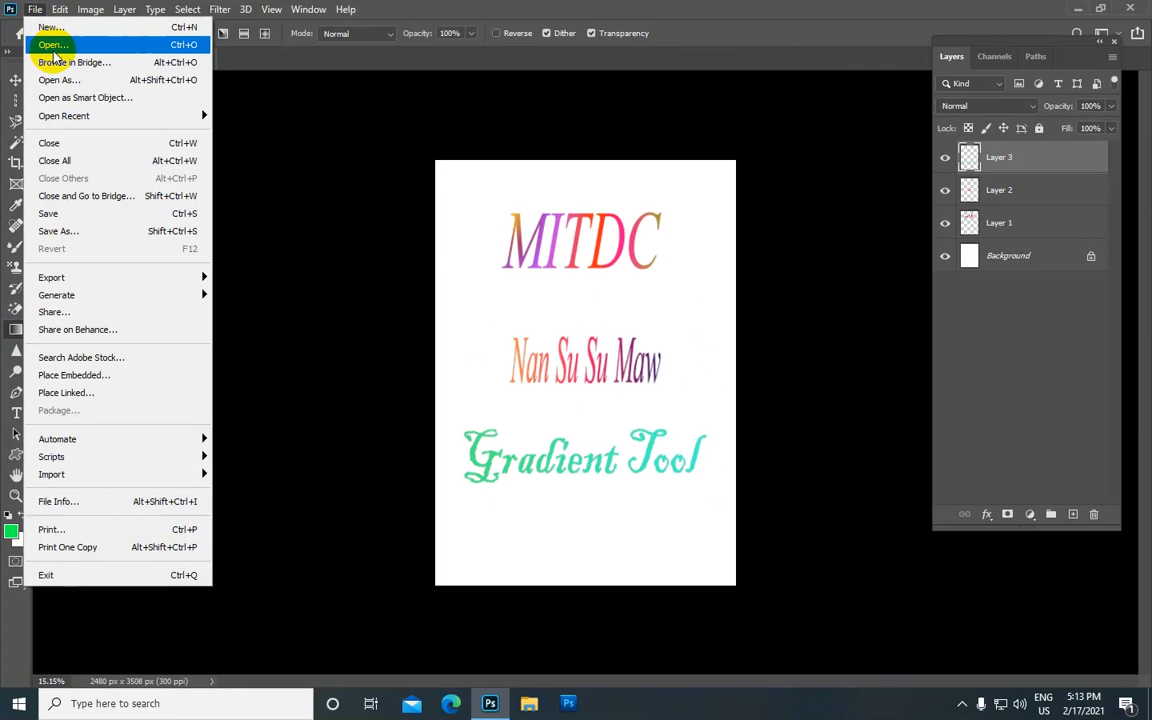 Ps File Edit Image Layer Type Select Filter 3D View Window Help
Mode: Normal Opacity: 100% Reverse Dither Transparency
New... Ctrl+N
Open... Ctrl+O
Browse in Bridge... Alt+Ctrl+O
Open As... Alt+Shift+Ctrl+O
Open as Smart Object...
Open Recent
Close Ctrl+W
Close All Alt+Ctrl+W
Close Others Alt+Ctrl+P
Close and Go to Bridge... Shift+Ctrl+W
Save Ctrl+S
Save As... Shift+Ctrl+S
Revert F12
Export
Generate
Share...
Share on Behance...
Search Adobe Stock...
Place Embedded...
Place Linked...
Package...
Automate
Scripts
Import
File Info... Alt+Shift+Ctrl+I
Print... Ctrl+P
Print One Copy Alt+Shift+Ctrl+P
Exit Ctrl+Q
MITDC
Nan Su Su Maw
Gradient Tool
Layers Channels Paths
Kind
Normal Opacity: 100%
Lock: Fill: 100%
Layer 3
Layer 2
Layer 1
Background
fx
15.15% 2480 px x 3508 px (300 ppi)
Type here to search
Ps
Ps
ENG
US
5:13 PM
2/17/2021
1